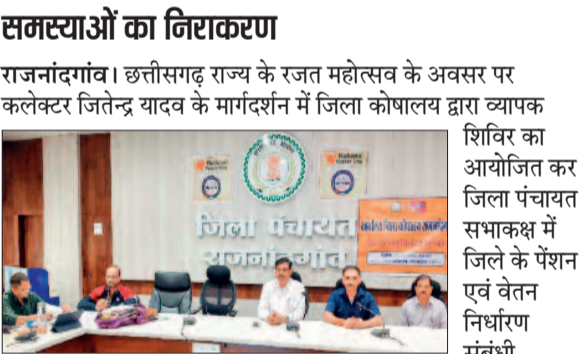 समस्याओं का निराकरण
राजनांदगांव। छत्तीसगढ़ राज्य के रजत महोत्सव के अवसर पर
कलेक्टर जितेन्द्र यादव के मार्गदर्शन में जिला कोषालय द्वारा व्यापक
शिविर का
आयोजित कर
जिला पंचायत
सभाकक्ष में
जिले के पेंशन
एवं वेतन
निर्धारण
संबंधी
जिला पंचायत
राजनांदगांव